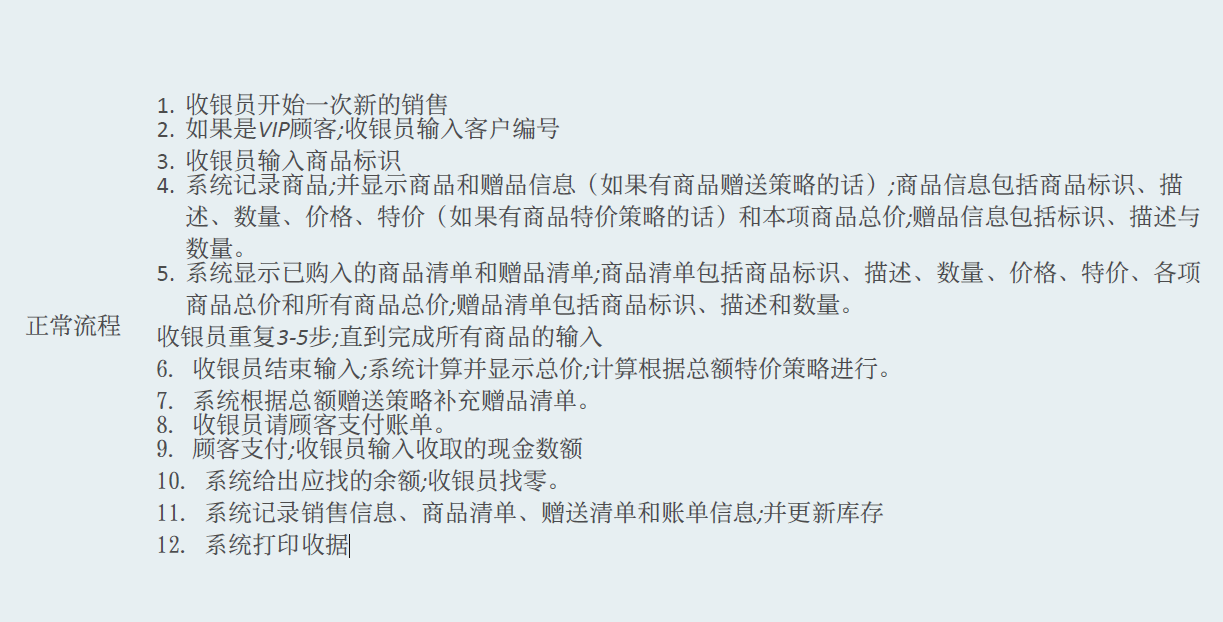 1. 收银员开始一次新的销售
2. 如果是VIP顾客;收银员输入客户编号
3. 收银员输入商品标识
4. 系统记录商品;并显示商品和赠品信息（如果有商品赠送策略的话）;商品信息包括商品标识、描
述、数量、价格、特价（如果有商品特价策略的话）和本项商品总价;赠品信息包括标识、描述与
数量。
5. 系统显示已购入的商品清单和赠品清单;商品清单包括商品标识、描述、数量、价格、特价、各项
商品总价和所有商品总价;赠品清单包括商品标识、描述和数量。
正常流程
收银员重复3-5步;直到完成所有商品的输入
6. 收银员结束输入;系统计算并显示总价;计算根据总额特价策略进行。
7. 系统根据总额赠送策略补充赠品清单。
8. 收银员请顾客支付账单。
9. 顾客支付;收银员输入收取的现金数额
10. 系统给出应找的余额;收银员找零。
11. 系统记录销售信息、商品清单、赠送清单和账单信息;并更新库存
12. 系统打印收据